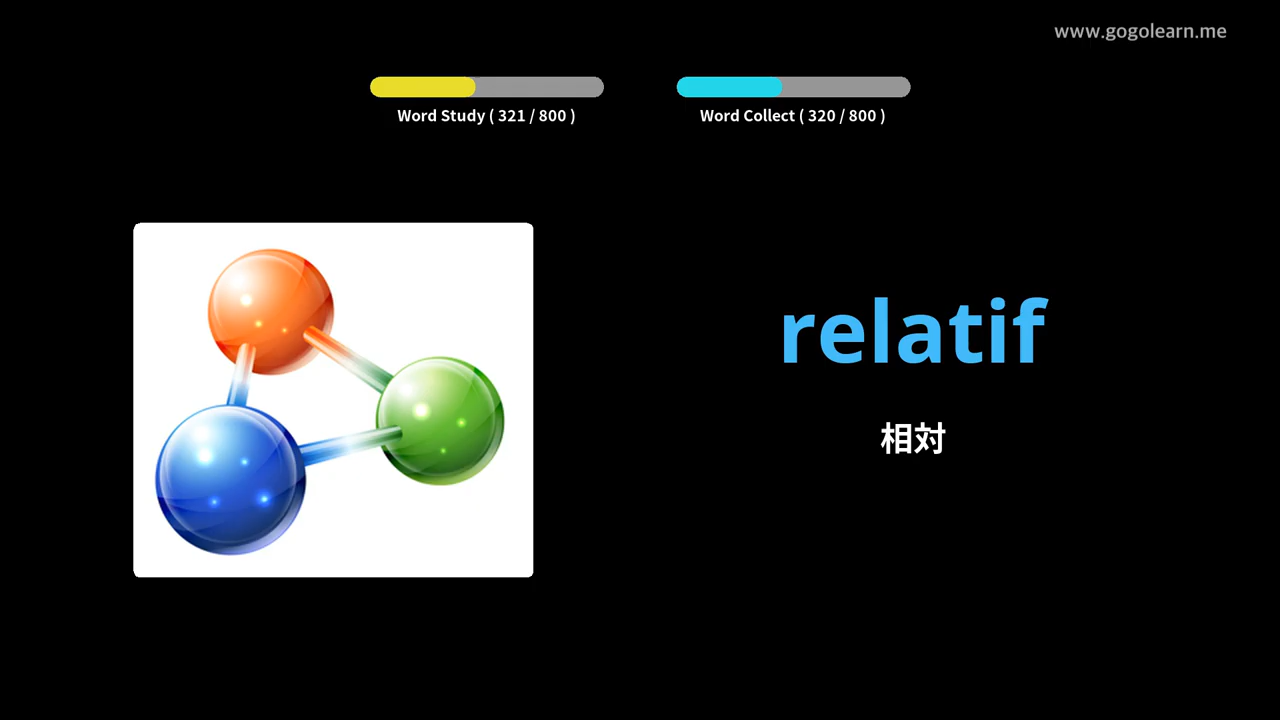 www.gogolearn.me
Word Study ( 321 / 800 )
Word Collect ( 320 / 800 )
relatif
相対